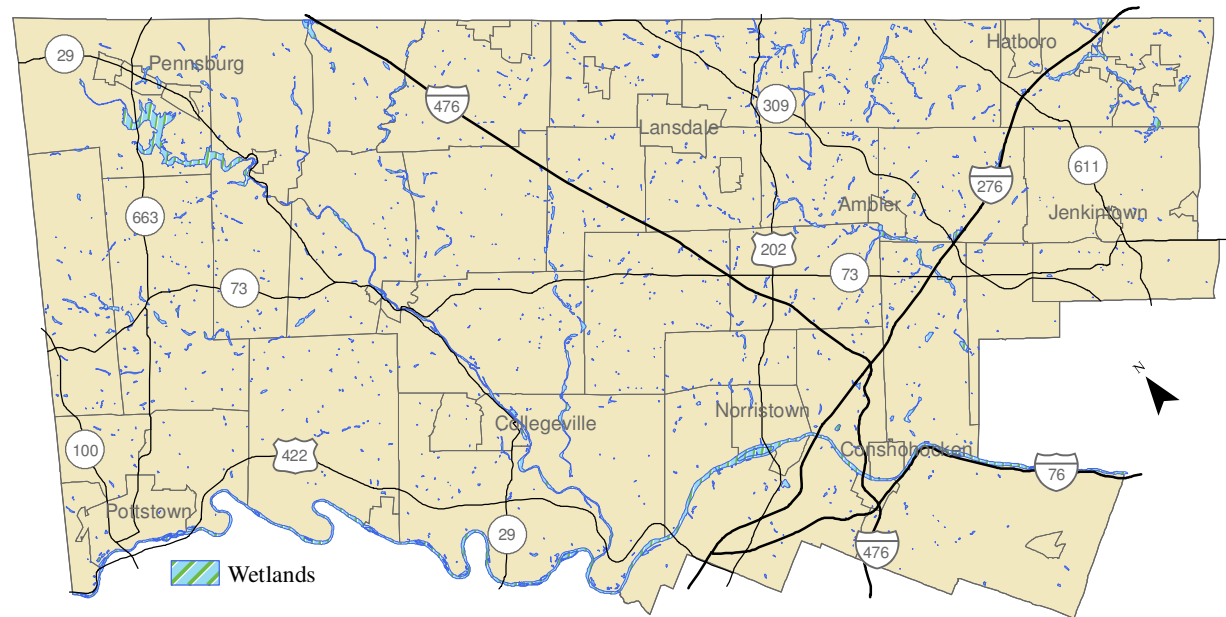 29
Pennsburg
Hatboro
476
309
Lansdale
611
276
663
Ambler
Jenkintown
202
73
73
N
Norristown
Collegeville
Conshohocken
100
422
76
Pottstown
29
476
Wetlands